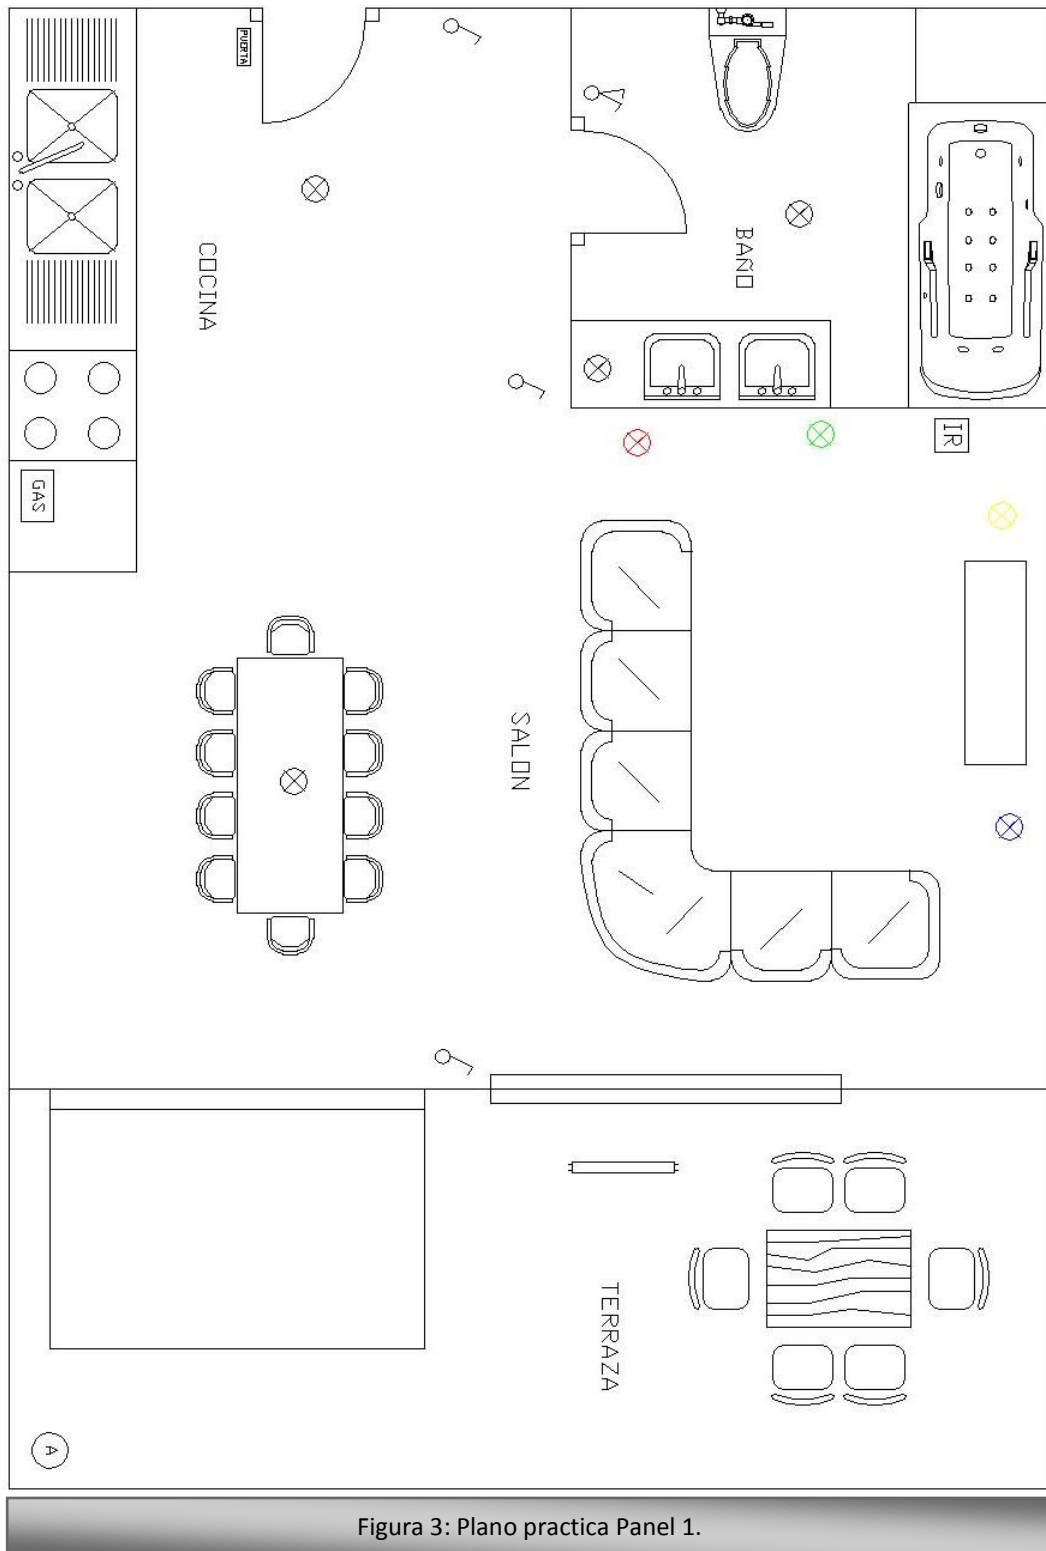 PUERTA
COCINA
BAÑO
IR
GAS
SALON
TERRAZA
A
Figura 3: Plano practica Panel 1.